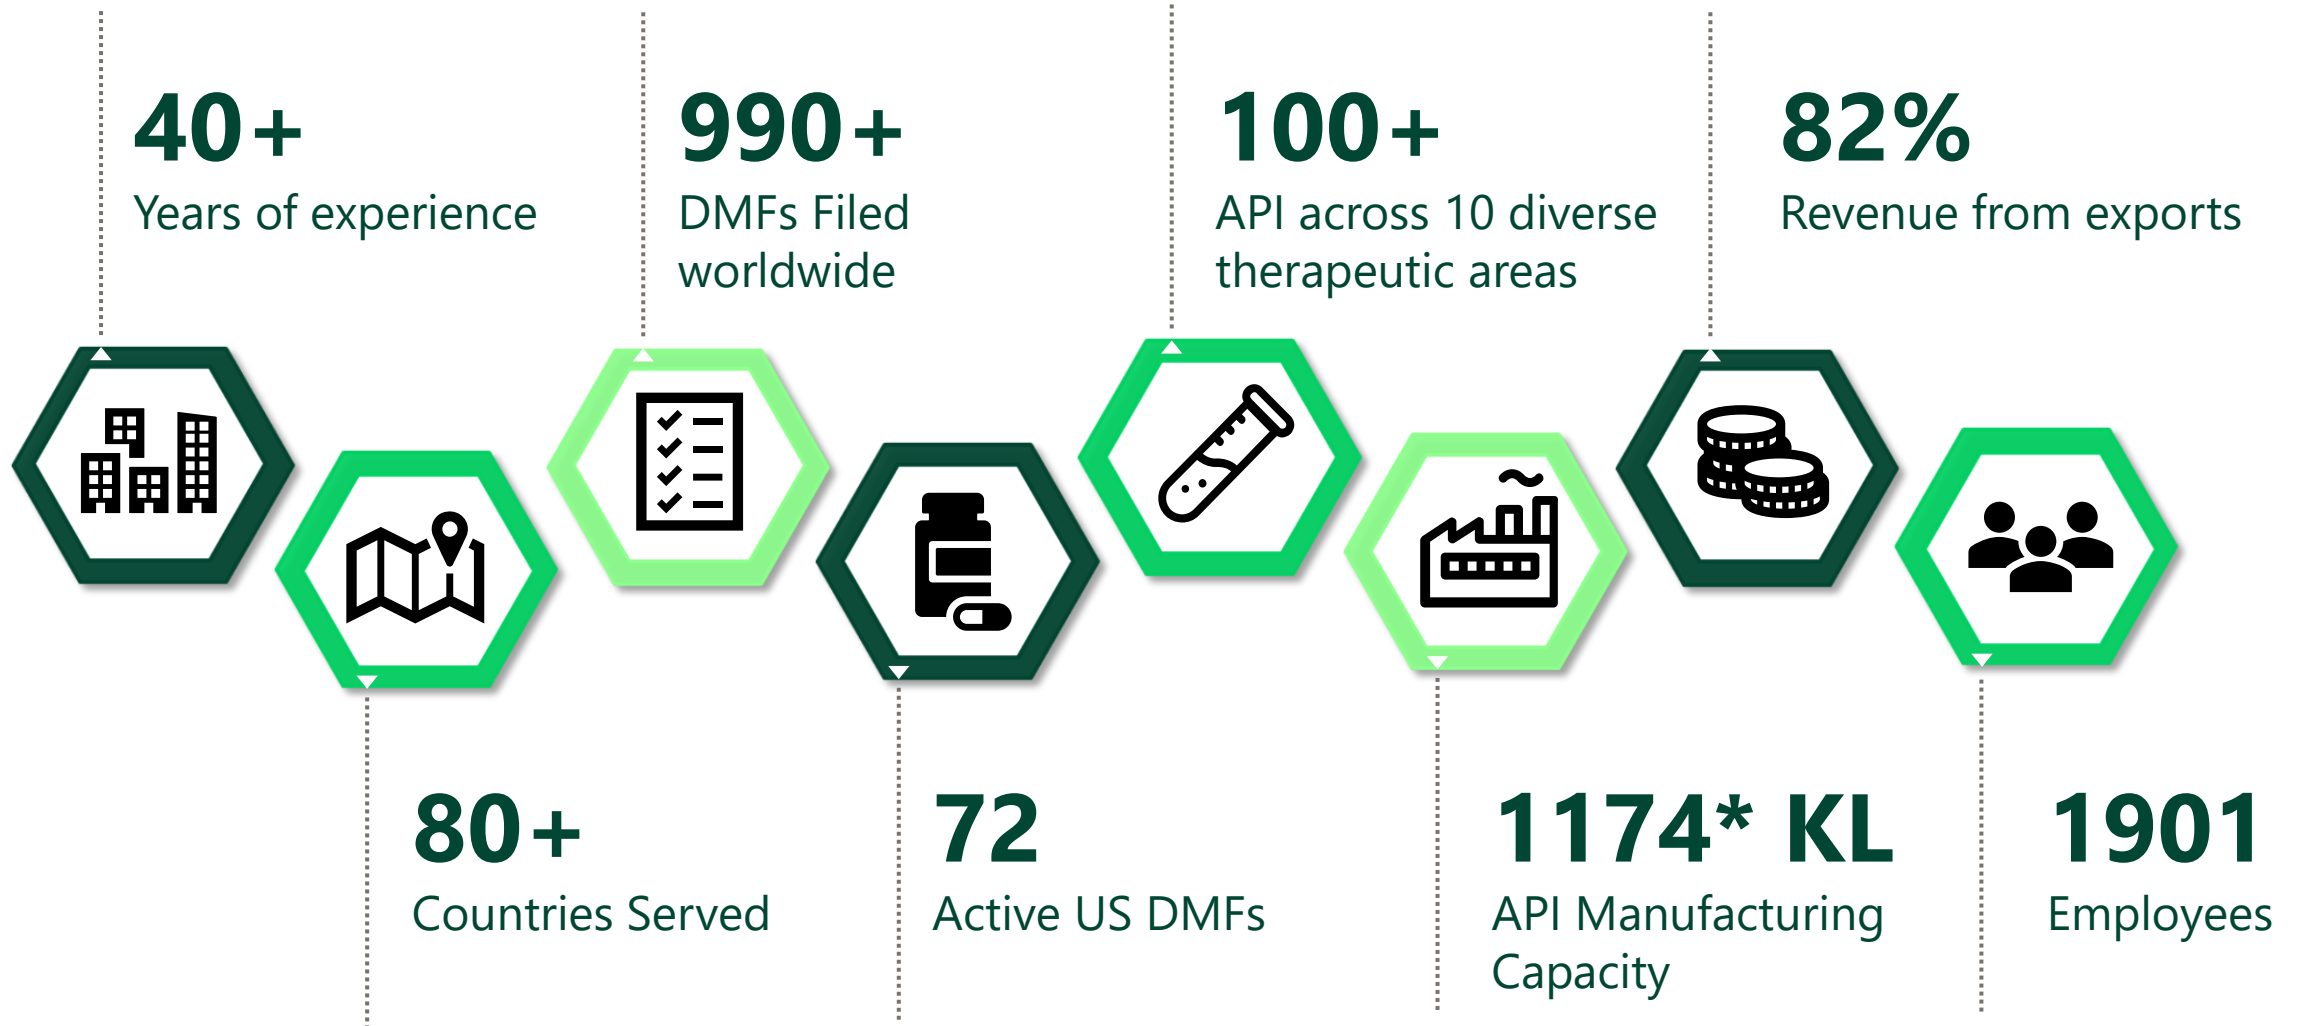 40+
Years of experience
990+
DMFs Filed
worldwide
100+
API across 10 diverse
therapeutic areas
82%
Revenue from exports
80+
Countries Served
72
Active US DMFs
1174* KL
API Manufacturing
Capacity
1901
Employees